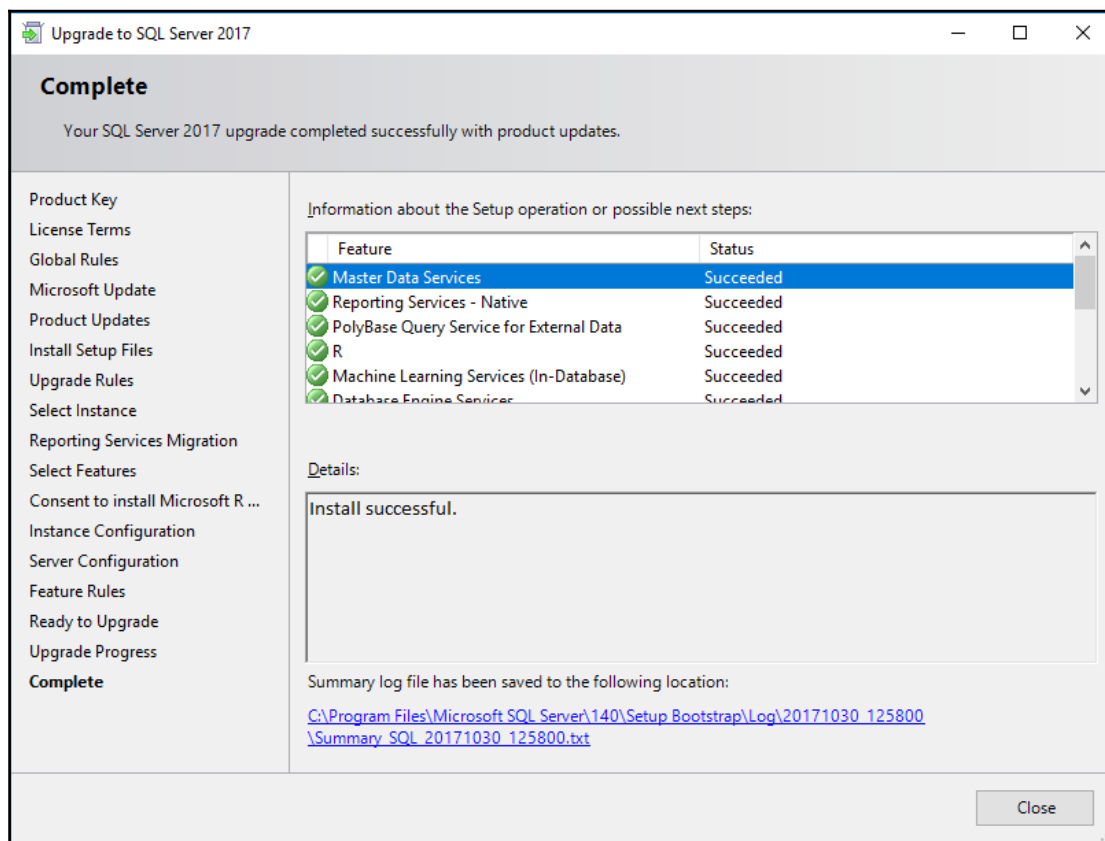 Upgrade to SQL Server 2017
Complete
Your SQL Server 2017 upgrade completed successfully with product updates.
Product Key
License Terms
Global Rules
Microsoft Update
Product Updates
Install Setup Files
Upgrade Rules
Select Instance
Reporting Services Migration
Select Features
Consent to install Microsoft R ...
Instance Configuration
Server Configuration
Feature Rules
Ready to Upgrade
Upgrade Progress
Complete
Information about the Setup operation or possible next steps:
Feature Status
Master Data Services Succeeded
Reporting Services - Native Succeeded
PolyBase Query Service for External Data Succeeded
R Succeeded
Machine Learning Services (In-Database) Succeeded
Database Engine Services Succeeded
Details:
Install successful.
Summary log file has been saved to the following location:
C:\Program Files\Microsoft SQL Server\140\Setup Bootstrap\Log\20171030_125800
\Summary_SQL_20171030_125800.txt
Close